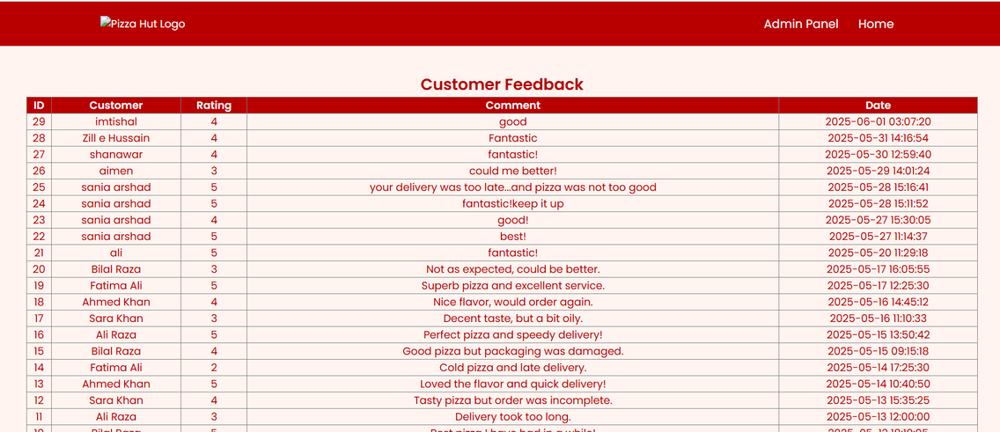 Pizza Hut Logo Admin Panel Home
Customer Feedback
ID Customer Rating Comment Date
29 imtishal 4 good 2025-06-01 03:07:20
28 Zill e Hussain 4 Fantastic 2025-05-31 14:16:54
27 shanawar 4 fantastic! 2025-05-30 12:59:40
26 aimen 3 could me better! 2025-05-29 14:01:24
25 sania arshad 5 your delivery was too late...and pizza was not too good 2025-05-28 15:16:41
24 sania arshad 5 fantastic!keep it up 2025-05-28 15:11:52
23 sania arshad 4 good! 2025-05-27 15:30:05
22 sania arshad 5 best! 2025-05-27 11:14:37
21 ali 5 fantastic! 2025-05-20 11:29:18
20 Bilal Raza 3 Not as expected, could be better. 2025-05-17 16:05:55
19 Fatima Ali 5 Superb pizza and excellent service. 2025-05-17 12:25:30
18 Ahmed Khan 4 Nice flavor, would order again. 2025-05-16 14:45:12
17 Sara Khan 3 Decent taste, but a bit oily. 2025-05-16 11:10:33
16 Ali Raza 5 Perfect pizza and speedy delivery! 2025-05-15 13:50:42
15 Bilal Raza 4 Good pizza but packaging was damaged. 2025-05-15 09:15:18
14 Fatima Ali 2 Cold pizza and late delivery. 2025-05-14 17:25:30
13 Ahmed Khan 5 Loved the flavor and quick delivery! 2025-05-14 10:40:50
12 Sara Khan 4 Tasty pizza but order was incomplete. 2025-05-13 15:35:25
11 Ali Raza 3 Delivery took too long. 2025-05-13 12:00:00